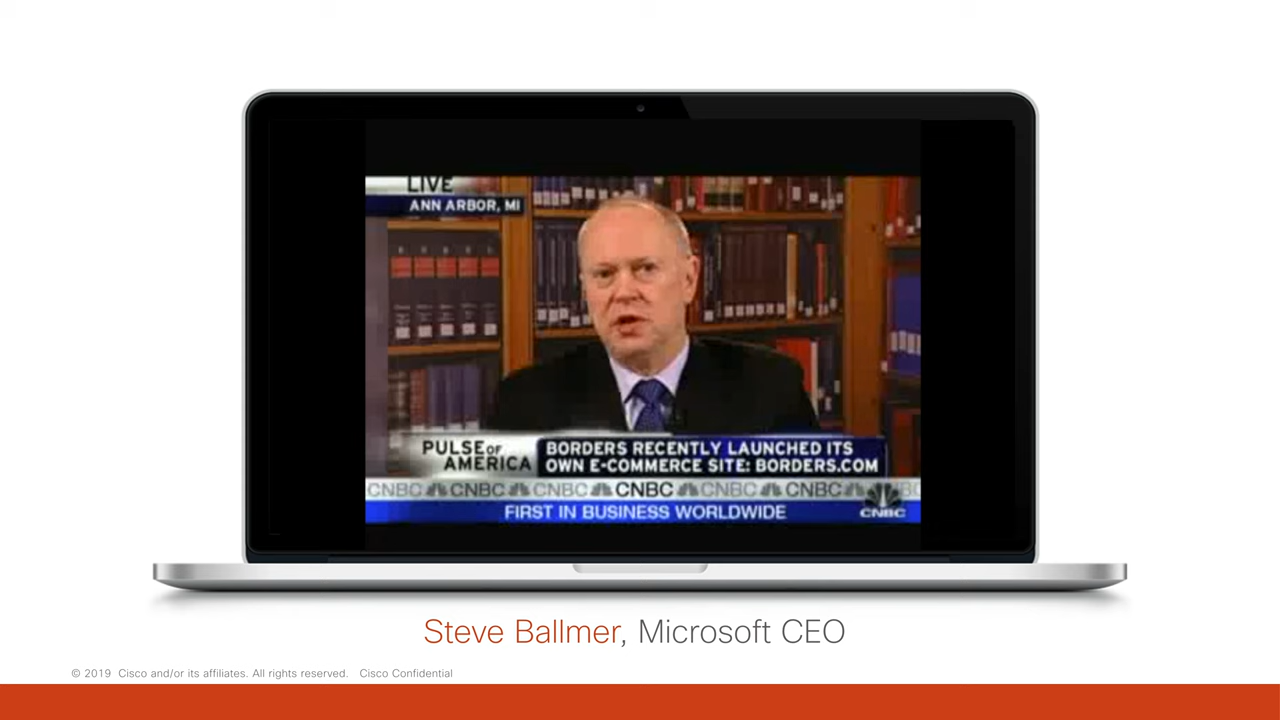 LIVE
ANN ARBOR, MI
PULSE OF
AMERICA
BORDERS RECENTLY LAUNCHED ITS
OWN E-COMMERCE SITE: BORDERS.COM
CNBC CNBC CNBC CNBC CNBC CNBC
FIRST IN BUSINESS WORLDWIDE
CNBC
Steve Ballmer, Microsoft CEO
© 2019 Cisco and/or its affiliates. All rights reserved. Cisco Confidential